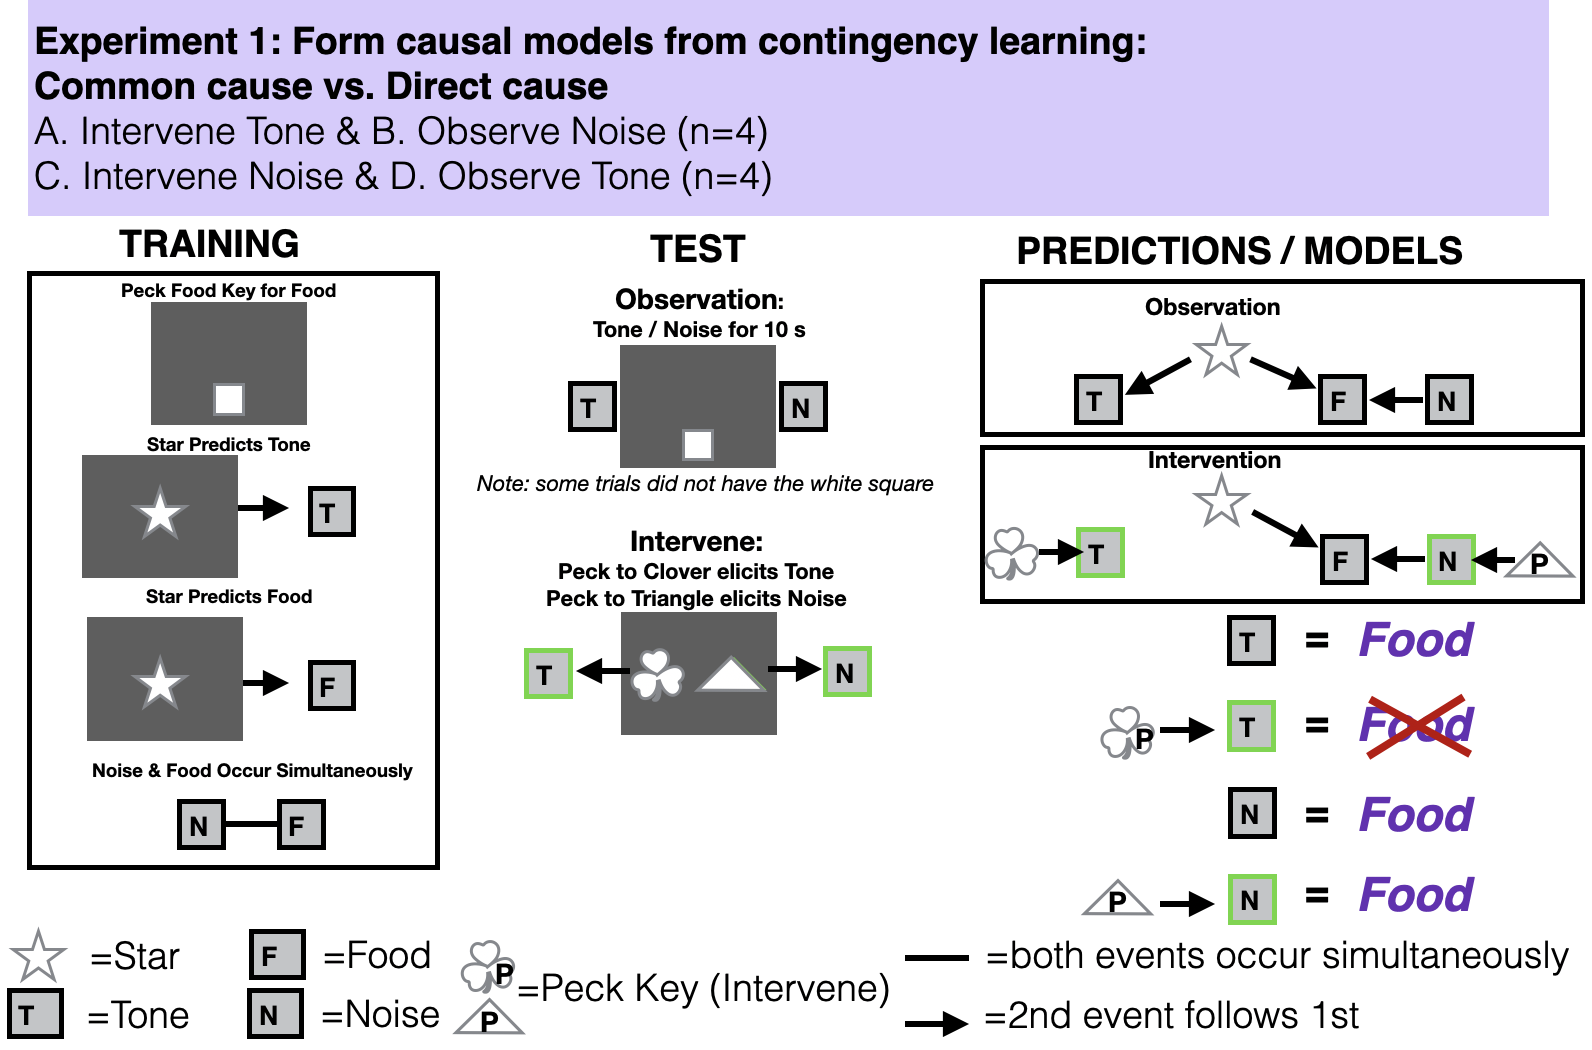 Experiment 1: Form causal models from contingency learning:
Common cause vs. Direct cause
A. Intervene Tone & B. Observe Noise (n=4)
C. Intervene Noise & D. Observe Tone (n=4)
TRAINING
Peck Food Key for Food
Star Predicts Tone
T
Star Predicts Food
F
Noise & Food Occur Simultaneously
N F
TEST
Observation:
Tone / Noise for 10 s
T N
Note: some trials did not have the white square
Intervene:
Peck to Clover elicits Tone
Peck to Triangle elicits Noise
T N
PREDICTIONS / MODELS
Observation
T F N
Intervention
T F N P
T = Food
P T = Food
N = Food
P N = Food
=Star
F =Food
P
T =Tone
N =Noise
P =Peck Key (Intervene)
=both events occur simultaneously
=2nd event follows 1st